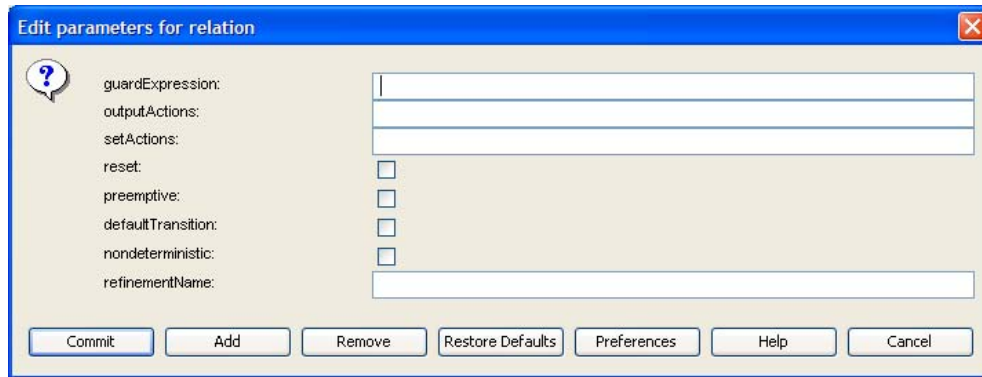 Edit parameters for relation
?
guardExpression:
outputActions:
setActions:
reset:
preemptive:
defaultTransition:
nondeterministic:
refinementName:
Commit Add Remove Restore Defaults Preferences Help Cancel